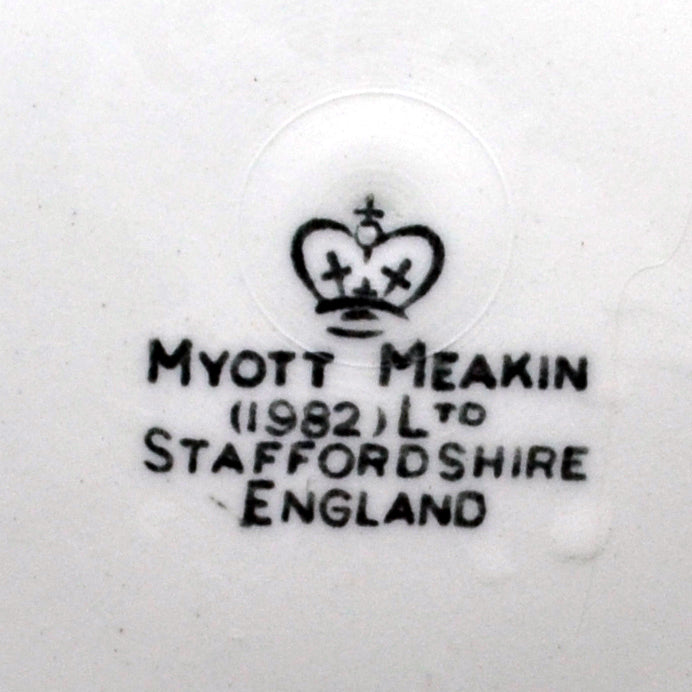 MYOTT MEAKIN
(1982) LTD
STAFFORDSHIRE
ENGLAND